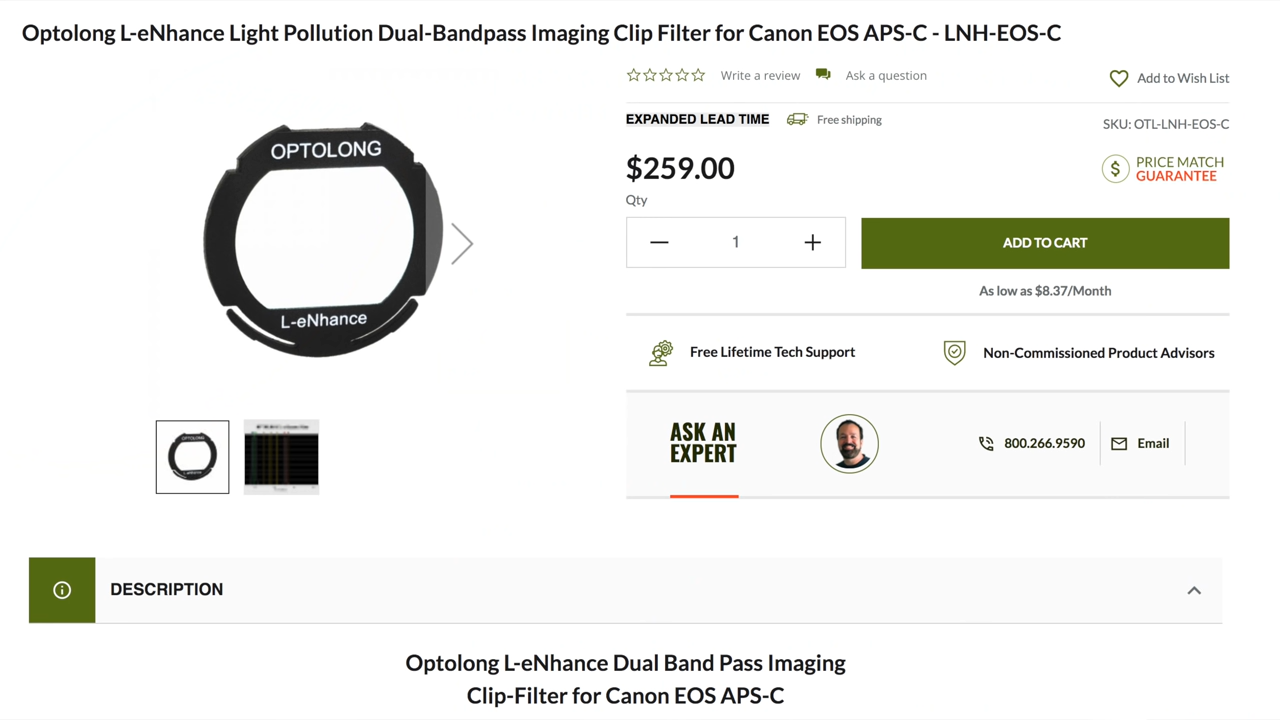 Optolong L-eNhance Light Pollution Dual-Bandpass Imaging Clip Filter for Canon EOS APS-C - LNH-EOS-C
Write a review
Ask a question
Add to Wish List
EXPANDED LEAD TIME
Free shipping
SKU: OTL-LNH-EOS-C
$259.00
$ PRICE MATCH
GUARANTEE
Qty
1
ADD TO CART
As low as $8.37/Month
OPTOLONG
L-eNhance
Free Lifetime Tech Support
Non-Commissioned Product Advisors
ASK AN
EXPERT
800.266.9590
Email
OPTOLONG
DESCRIPTION
Optolong L-eNhance Dual Band Pass Imaging
Clip-Filter for Canon EOS APS-C